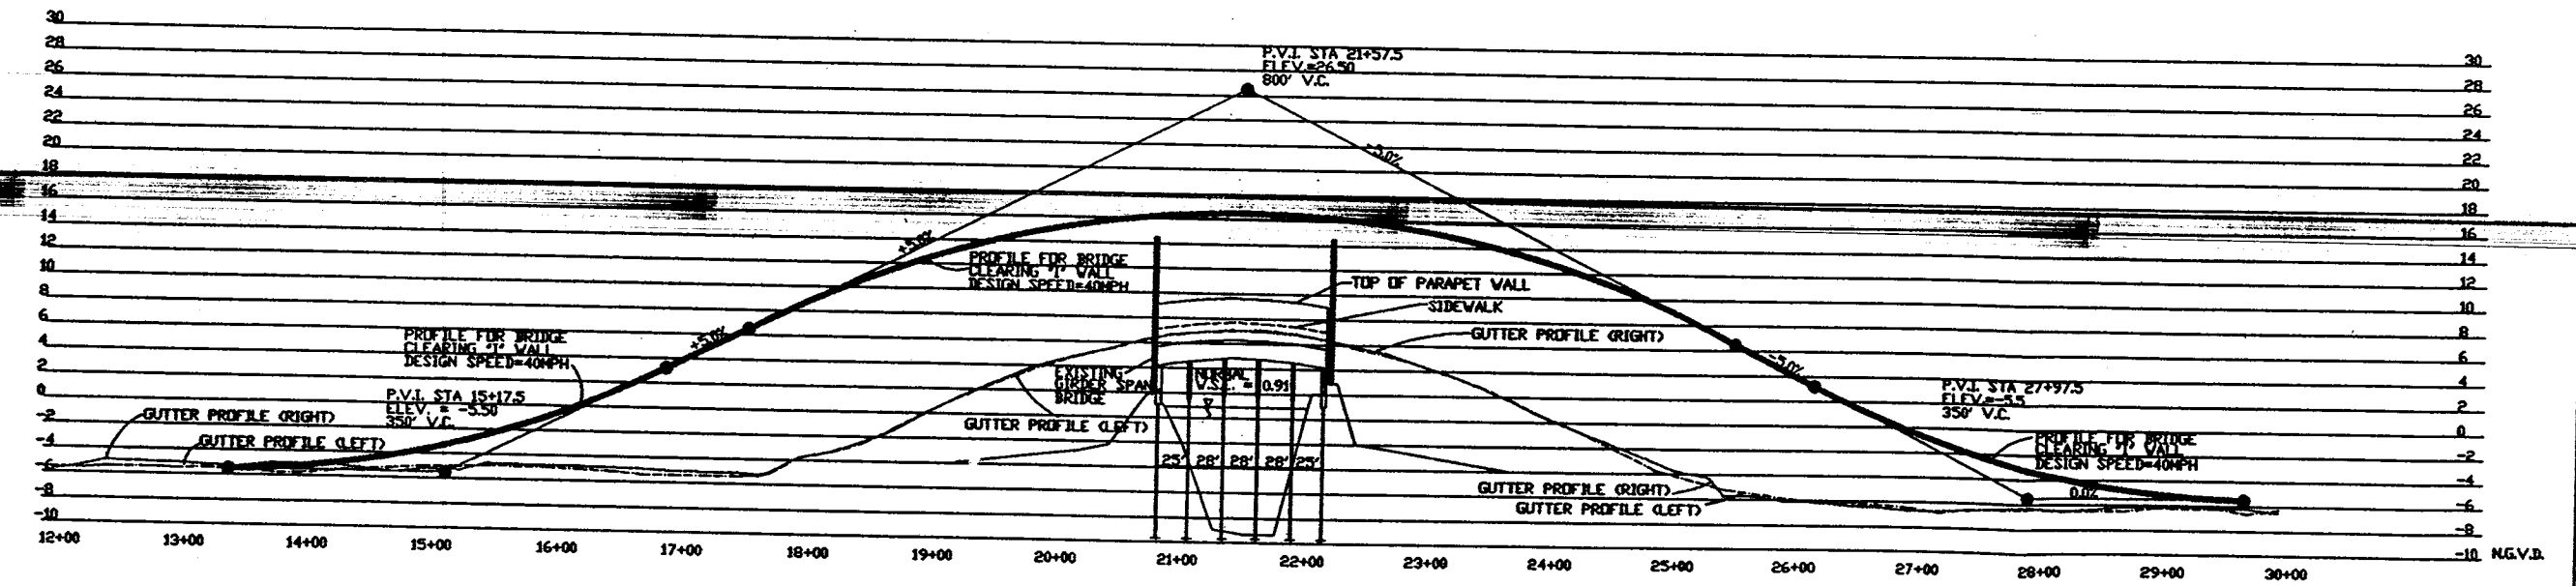 30
28
26
24
22
20
18
16
14
12
10
8
6
4
2
0
-2
-4
-6
-8
-10
P.V.I. STA 21+57.5
ELEV.=26.50
800' V.C.
+5.0%
-5.0%
PROFILE FOR BRIDGE
CLEARING "I" WALL
DESIGN SPEED=40MPH
TOP OF PARAPET WALL
SIDEWALK
GUTTER PROFILE (RIGHT)
PROFILE FOR BRIDGE
CLEARING "I" WALL
DESIGN SPEED=40MPH
+5.0%
P.V.I. STA 15+17.5
ELEV. = -5.50
350' V.C.
GUTTER PROFILE (RIGHT)
GUTTER PROFILE (LEFT)
EXISTING
GIRDER SPAN
BRIDGE
NORMAL
W.S.E. = 0.91
GUTTER PROFILE (LEFT)
25' 28' 28' 28' 25'
-5.0%
P.V.I. STA 27+97.5
ELEV.=-5.5
350' V.C.
PROFILE FOR BRIDGE
CLEARING "I" WALL
DESIGN SPEED=40MPH
0.0%
GUTTER PROFILE (RIGHT)
GUTTER PROFILE (LEFT)
30
28
26
24
22
20
18
16
14
12
10
8
6
4
2
0
-2
-4
-6
-8
-10 N.G.V.D.
12+00 13+00 14+00 15+00 16+00 17+00 18+00 19+00 20+00 21+00 22+00 23+00 24+00 25+00 26+00 27+00 28+00 29+00 30+00